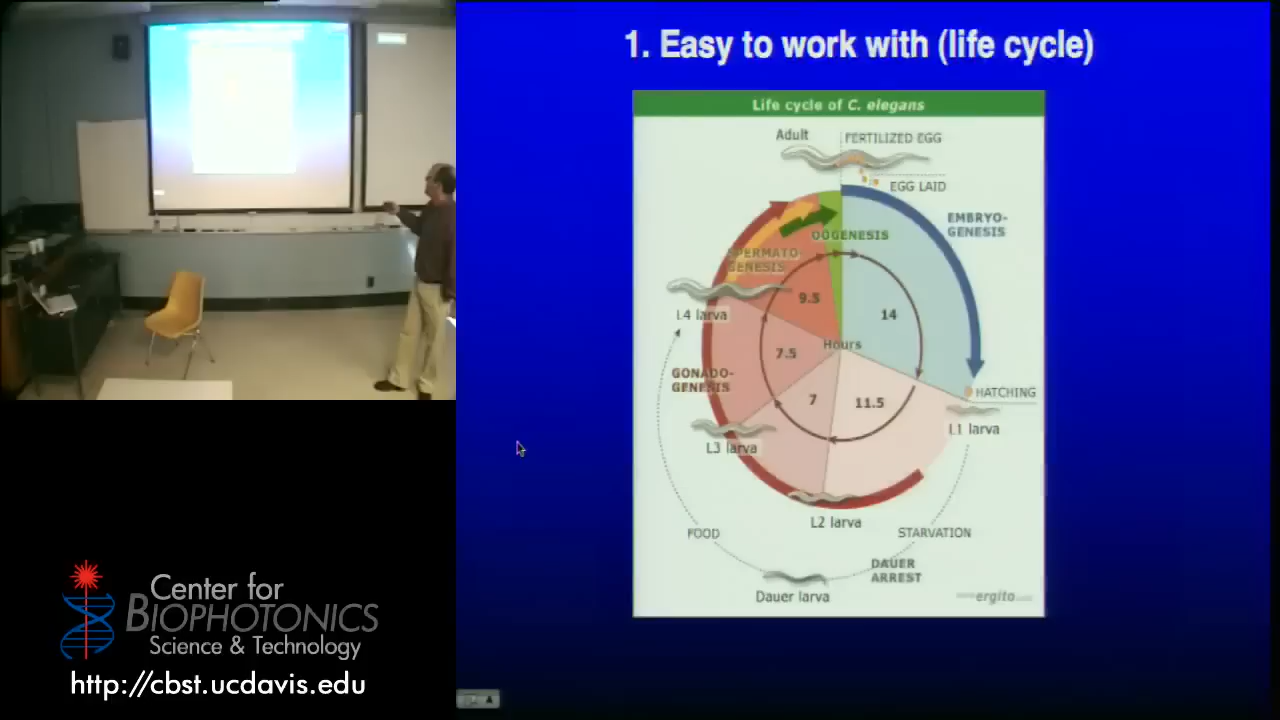 1. Easy to work with (life cycle)
Life cycle of C. elegans
Adult
FERTILIZED EGG
EGG LAID
EMBRYO-
GENESIS
OOGENESIS
SPERMATO
GENESIS
9.5
14
L4 larva
Hours
7.5
GONADO-
GENESIS
7
11.5
HATCHING
L1 larva
L3 larva
L2 larva
FOOD
STARVATION
DAUER
ARREST
Dauer larva
ergito
Center for
BIOPHOTONICS
Science & Technology
http://cbst.ucdavis.edu